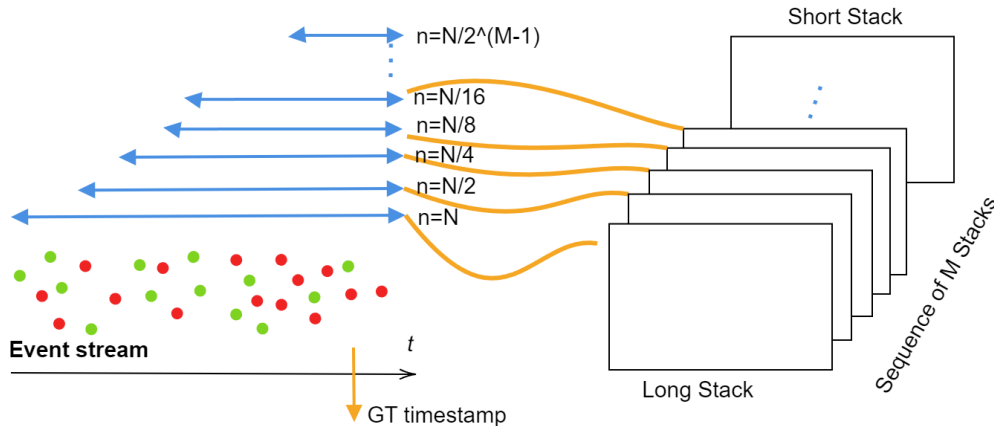 Short Stack
n=N/2^(M-1)
n=N/16
n=N/8
n=N/4
n=N/2
n=N
Sequence of M Stacks
Event stream
t
Long Stack
GT timestamp